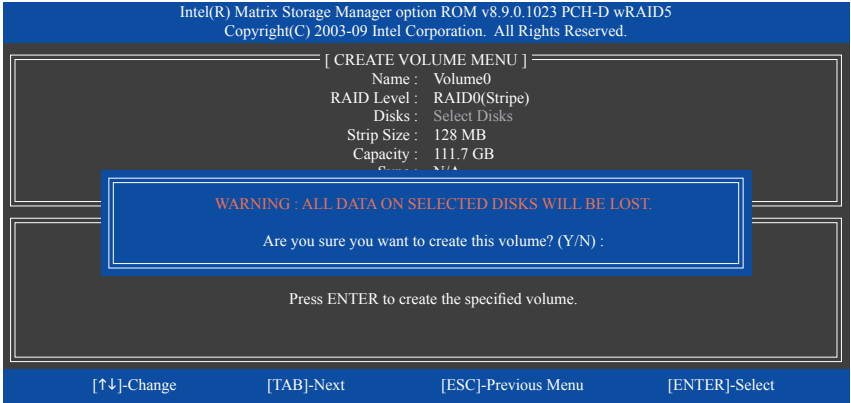 Intel(R) Matrix Storage Manager option ROM v8.9.0.1023 PCH-D wRAID5
Copyright(C) 2003-09 Intel Corporation. All Rights Reserved.
[ CREATE VOLUME MENU ]
Name : Volume0
RAID Level : RAID0(Stripe)
Disks : Select Disks
Strip Size : 128 MB
Capacity : 111.7 GB
Sync : N/A
WARNING : ALL DATA ON SELECTED DISKS WILL BE LOST.
Are you sure you want to create this volume? (Y/N) :
Press ENTER to create the specified volume.
[↑↓]-Change [TAB]-Next [ESC]-Previous Menu [ENTER]-Select